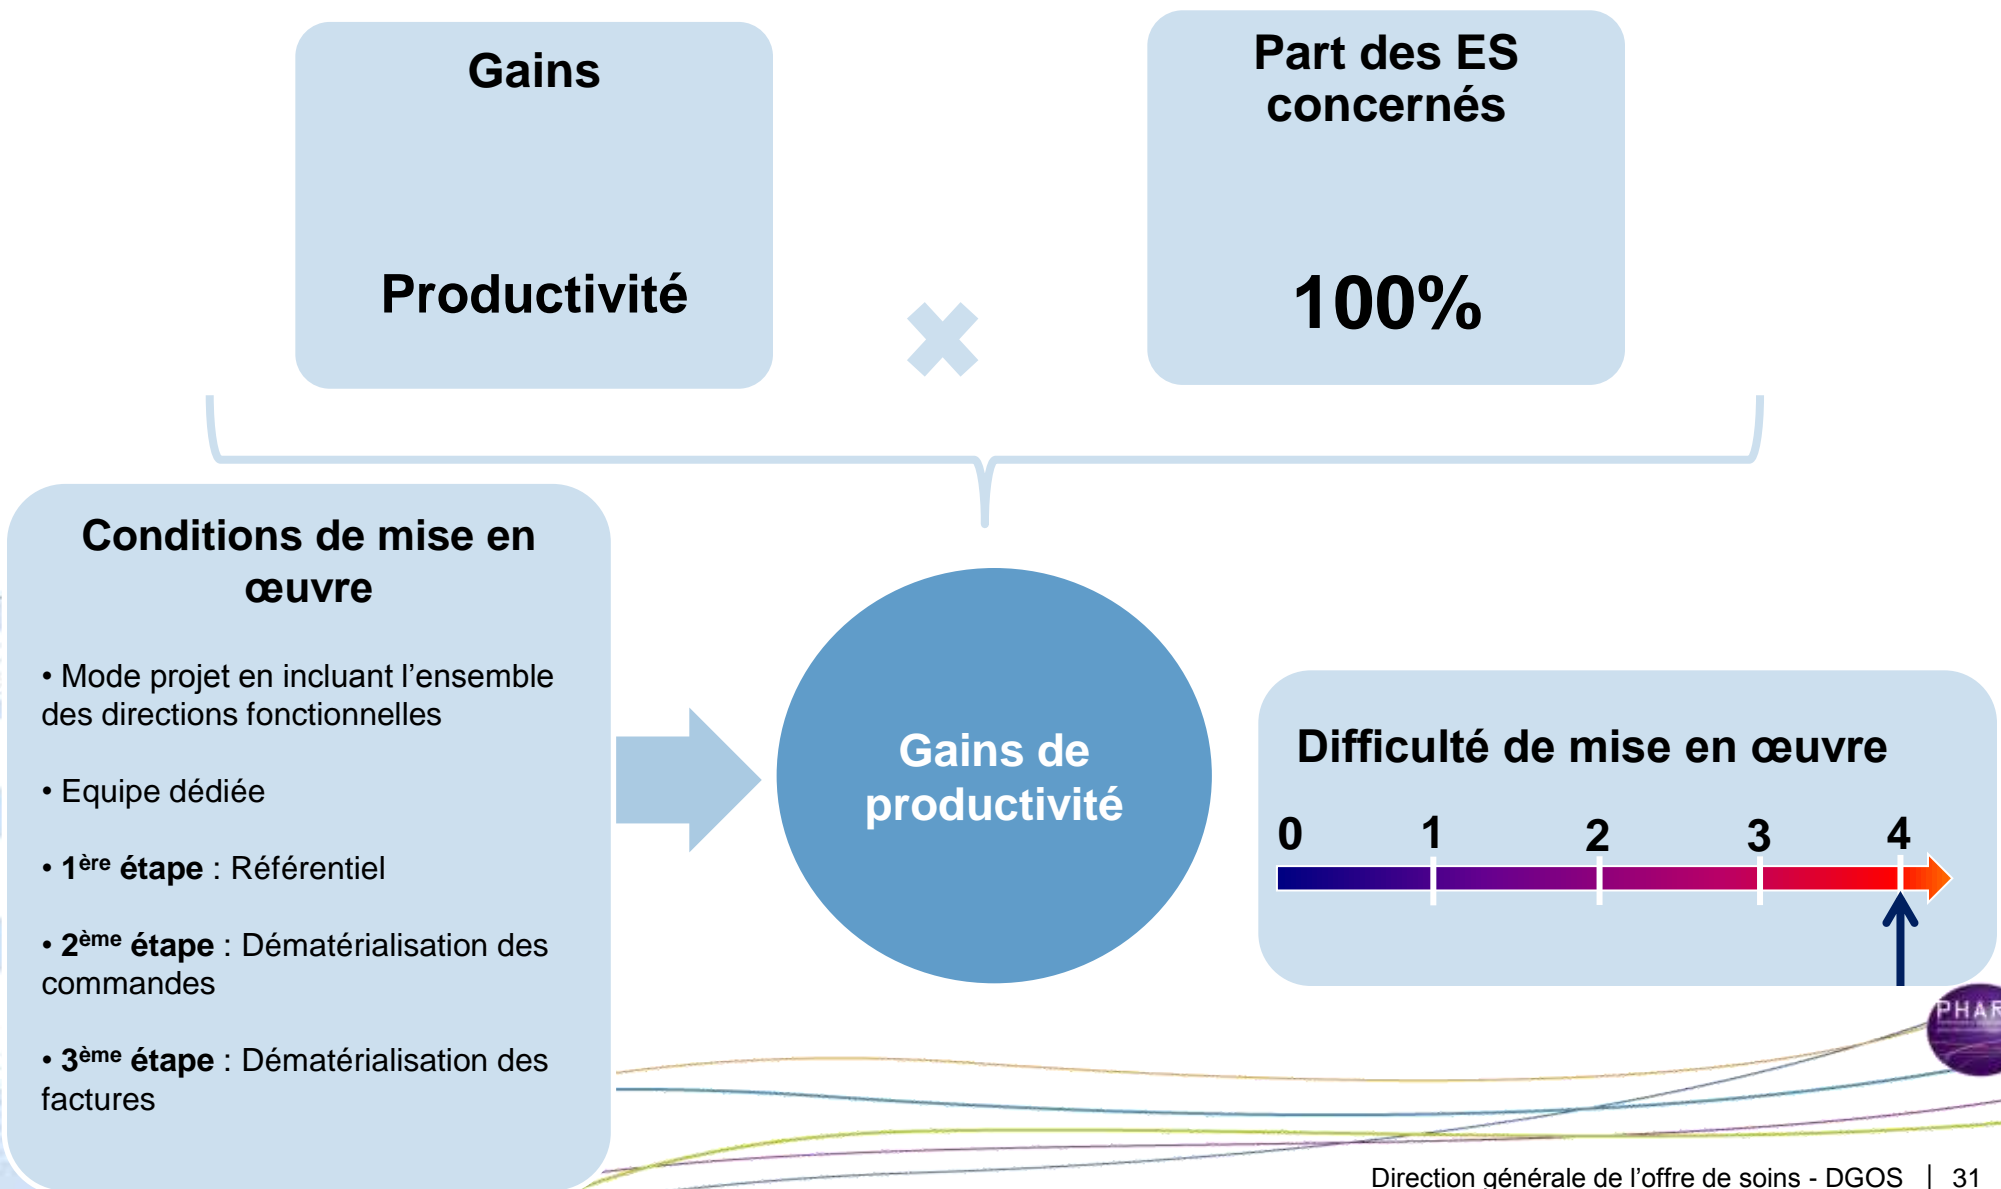 Gains
Productivité
Part des ES
concernés
100%
Conditions de mise en
œuvre
• Mode projet en incluant l’ensemble
des directions fonctionnelles
• Equipe dédiée
• 1ère étape : Référentiel
• 2ème étape : Dématérialisation des
commandes
• 3ème étape : Dématérialisation des
factures
Gains de
productivité
Difficulté de mise en œuvre
0 1 2 3 4
PHAR
Direction générale de l’offre de soins - DGOS | 31